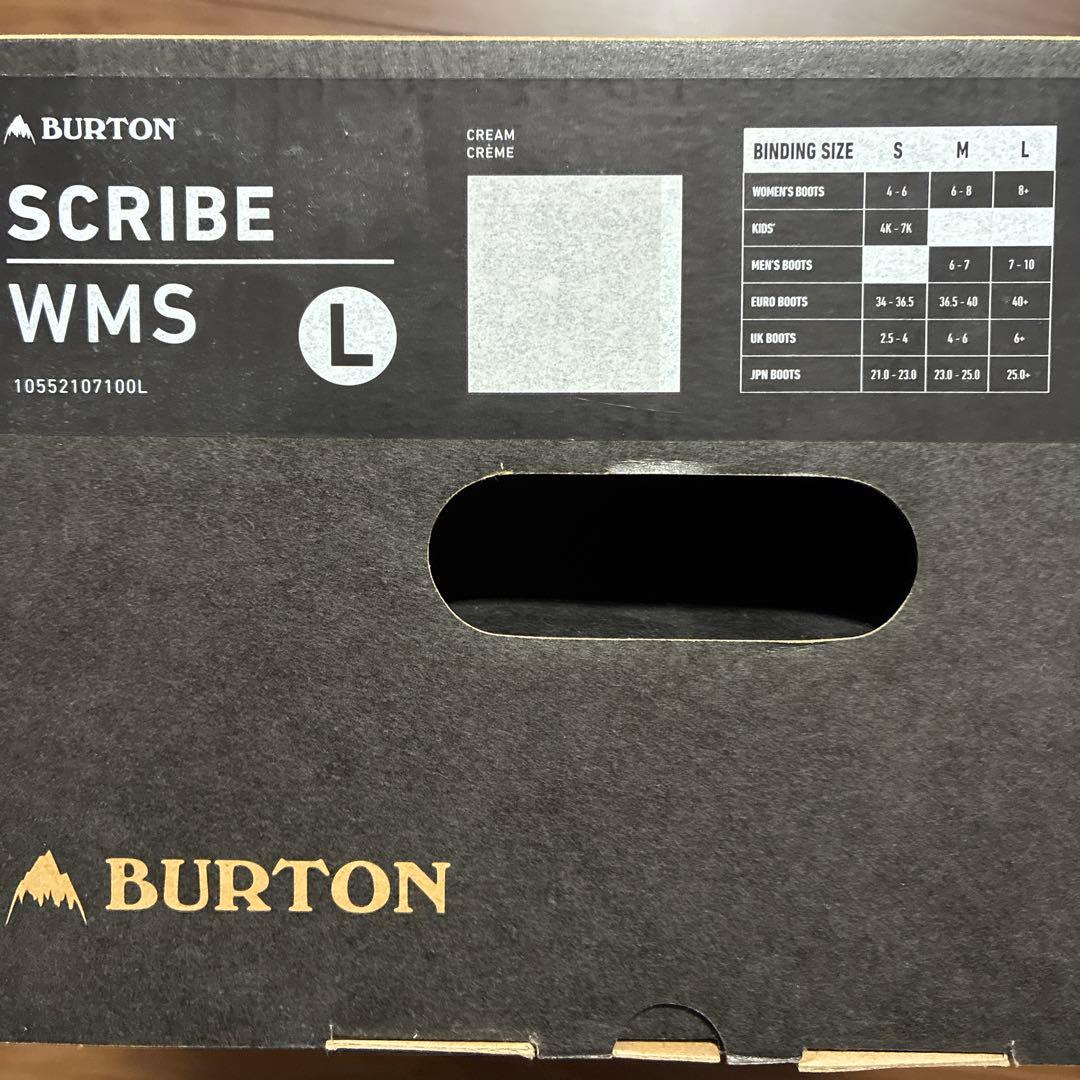 BURTON
SCRIBE
WMS
L
10552107100L
CREAM
CRÈME
BINDING SIZE S M L
WOMEN'S BOOTS 4 - 6 6 - 8 8+
KIDS' 4K - 7K
MEN'S BOOTS 6 - 7 7 - 10
EURO BOOTS 34 - 36.5 36.5 - 40 40+
UK BOOTS 2.5 - 4 4 - 6 6+
JPN BOOTS 21.0 - 23.0 23.0 - 25.0 25.0+
BURTON